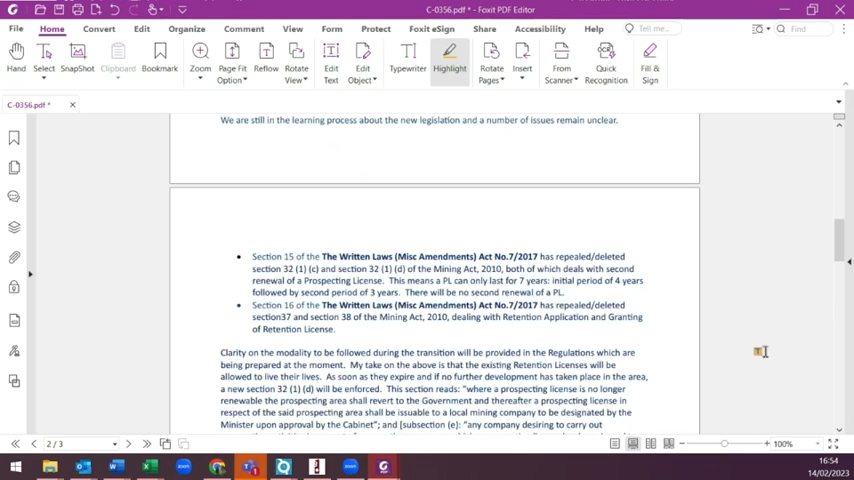 C-0356.pdf * - Foxit PDF Editor
File Home Convert Edit Organize Comment View Form Protect Foxit eSign Share Accessibility Help Tell me... Find
Hand Select SnapShot Clipboard Bookmark Zoom Page Fit Option Reflow Rotate View Edit Text Edit Object Typewriter Highlight Rotate Pages Insert From Scanner OCR Quick Recognition Fill & Sign
C-0356.pdf *
We are still in the learning process about the new legislation and a number of issues remain unclear.
• Section 15 of the The Written Laws (Misc Amendments) Act No.7/2017 has repealed/deleted
section 32 (1) (c) and section 32 (1) (d) of the Mining Act, 2010, both of which deals with second
renewal of a Prospecting License. This means a PL can only last for 7 years: initial period of 4 years
followed by second period of 3 years. There will be no second renewal of a PL.
• Section 16 of the The Written Laws (Misc Amendments) Act No.7/2017 has repealed/deleted
section37 and section 38 of the Mining Act, 2010, dealing with Retention Application and Granting
of Retention License.
Clarity on the modality to be followed during the transition will be provided in the Regulations which are
being prepared at the moment. My take on the above is that the existing Retention Licenses will be
allowed to live their lives. As soon as they expire and if no further development has taken place in the area,
a new section 32 (1) (d) will be enforced. This section reads: "where a prospecting license is no longer
renewable the prospecting area shall revert to the Government and thereafter a prospecting license in
respect of the said prospecting area shall be issuable to a local mining company to be designated by the
Minister upon approval by the Cabinet"; and [subsection (e): "any company desiring to carry out
2 / 3 100%
16:54
14/02/2023